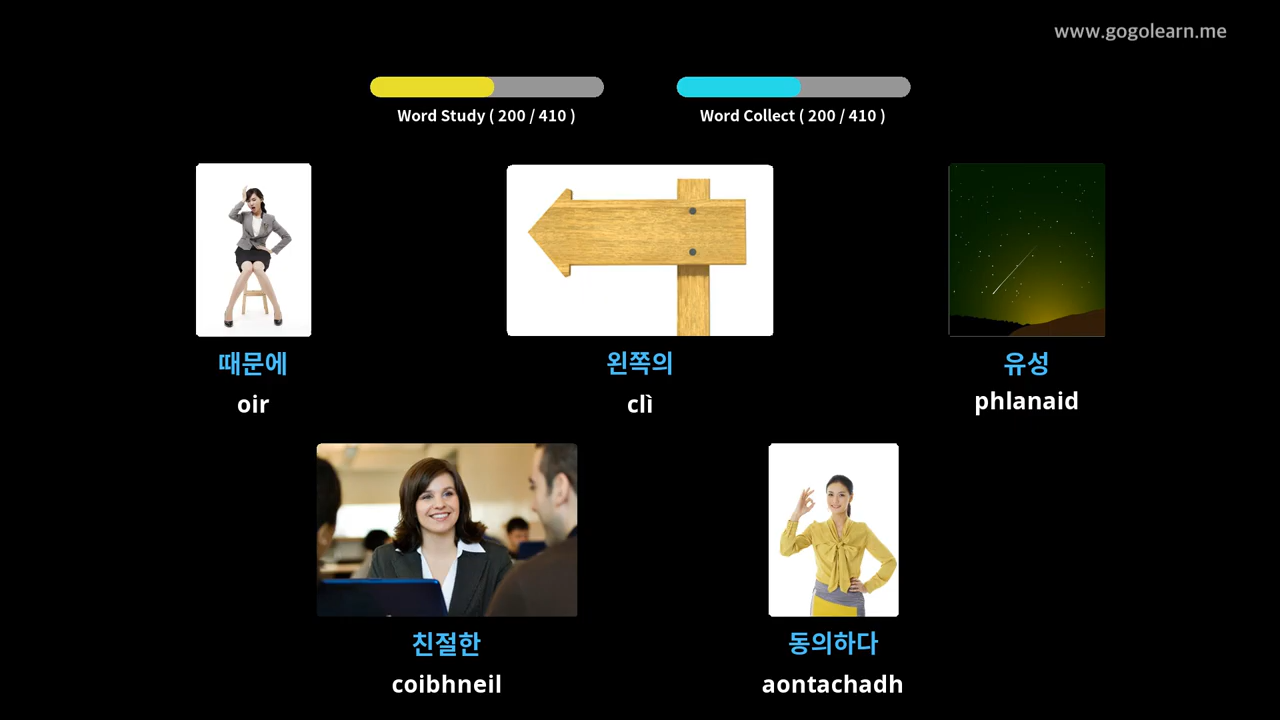 www.gogolearn.me
Word Study ( 200 / 410 )
Word Collect ( 200 / 410 )
때문에
oir
왼쪽의
clì
유성
phlanaid
친절한
coibhneil
동의하다
aontachadh